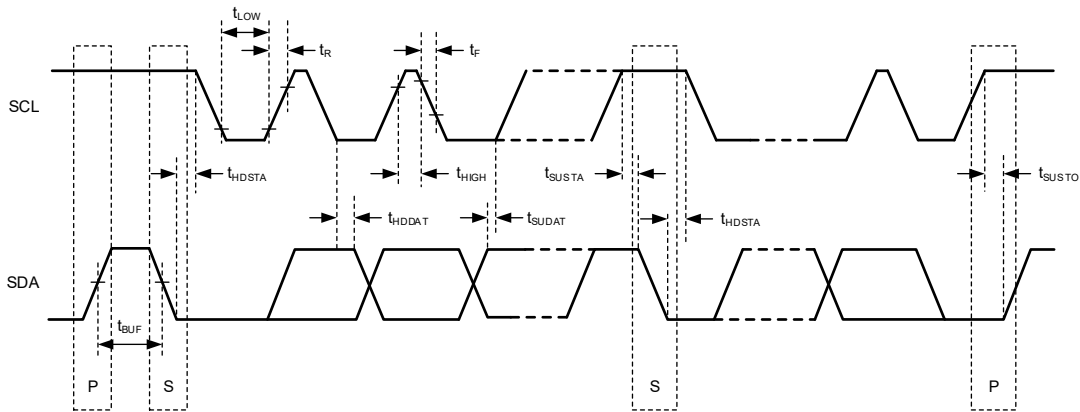 tLOW
tR
tF
SCL
tHDSTA
tHIGH
tSUSTA
tSUSTO
tHDDAT
tSUDAT
tHDSTA
SDA
tBUF
P
S
S
P